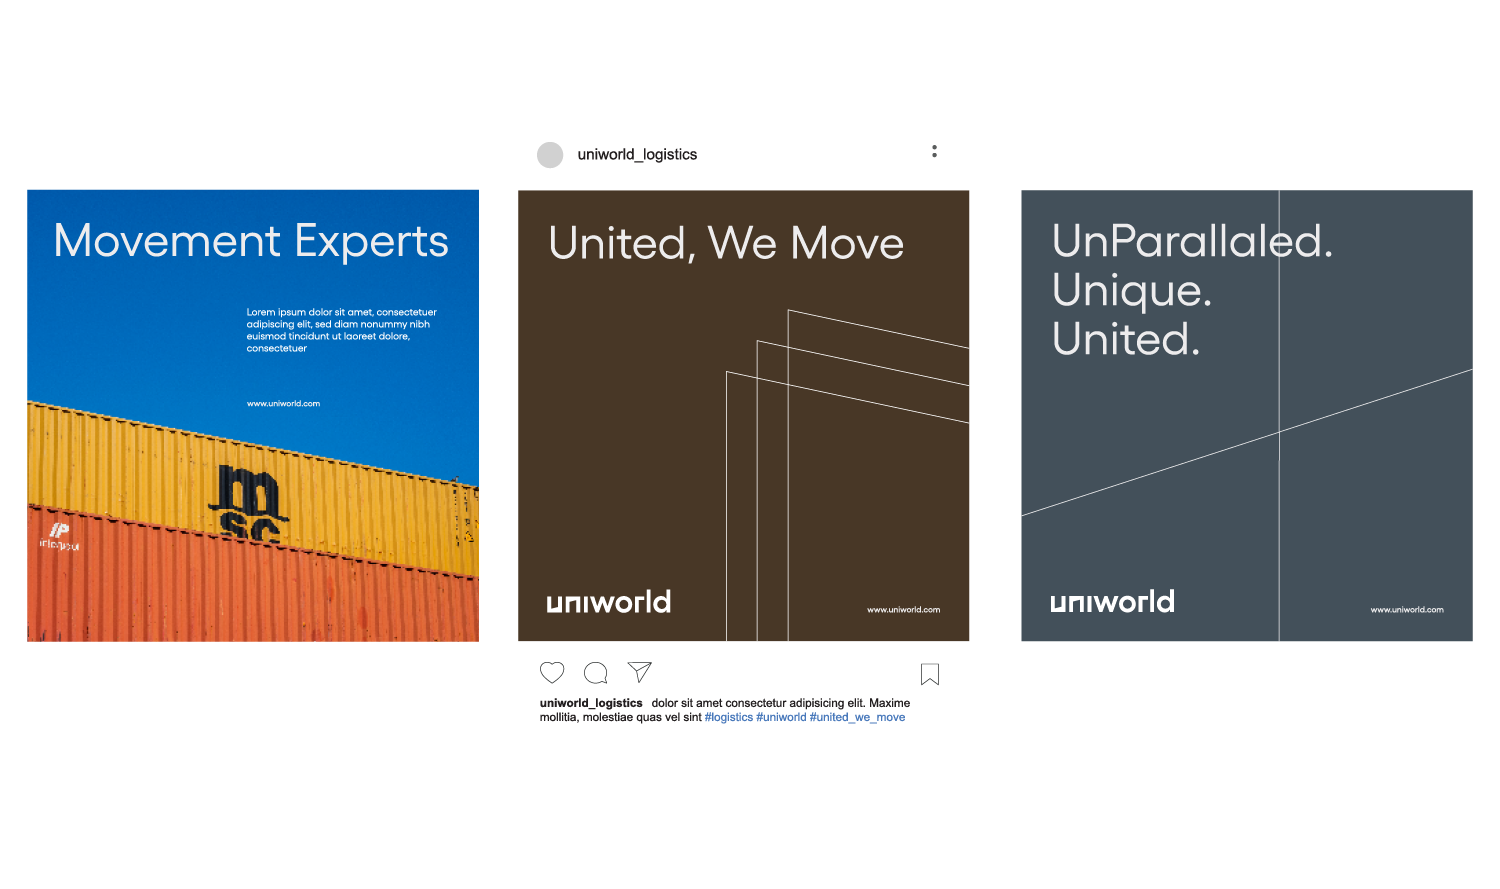 uniworld_logistics
Movement Experts
Lorem ipsum dolor sit amet, consectetuer
adipiscing elit, sed diam nonummy nibh
euismod tincidunt ut laoreet dolore,
consectetuer
www.uniworld.com
m
sc
IP
United, We Move
uniworld
www.uniworld.com
uniworld_logistics dolor sit amet consectetur adipisicing elit. Maxime
mollitia, molestiae quas vel sint #logistics #uniworld #united_we_move
UnParallaled.
Unique.
United.
uniworld
www.uniworld.com